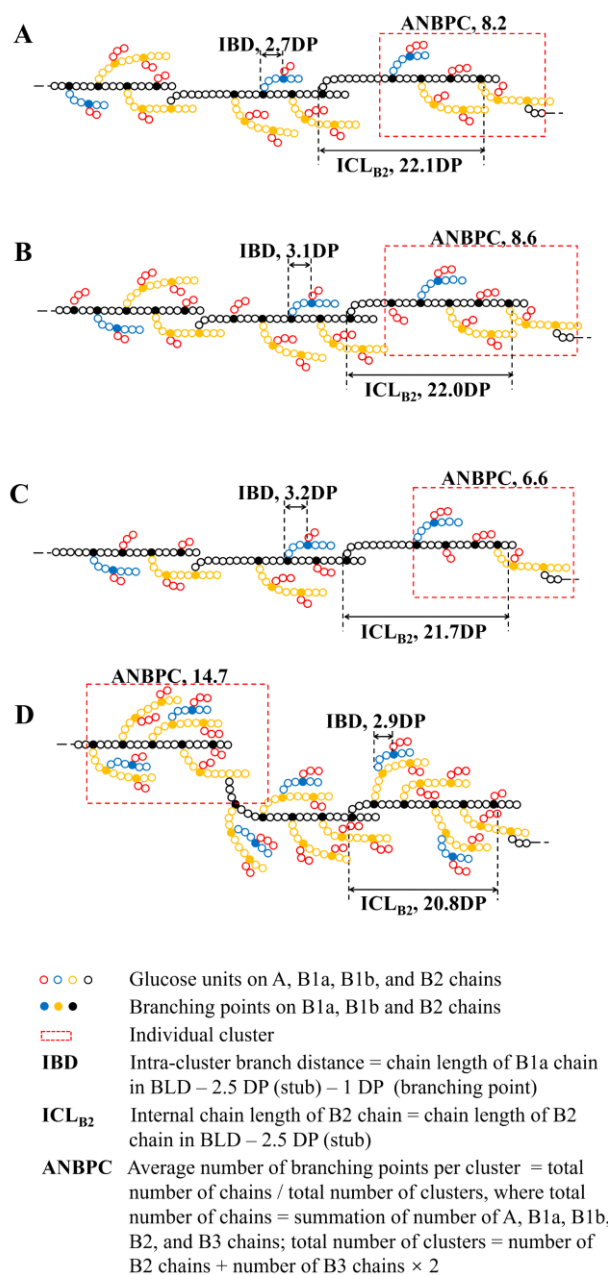 A
ANBPC, 8.2
IBD, 2.7DP
ICLB2, 22.1DP
B
ANBPC, 8.6
IBD, 3.1DP
ICLB2, 22.0DP
C
ANBPC, 6.6
IBD, 3.2DP
ICLB2, 21.7DP
ANBPC, 14.7
D
IBD, 2.9DP
ICLB2, 20.8DP
Glucose units on A, B1a, B1b, and B2 chains
Branching points on B1a, B1b and B2 chains
Individual cluster
IBD Intra-cluster branch distance = chain length of B1a chain
in BLD – 2.5 DP (stub) – 1 DP (branching point)
ICLB2 Internal chain length of B2 chain = chain length of B2
chain in BLD – 2.5 DP (stub)
ANBPC Average number of branching points per cluster = total
number of chains / total number of clusters, where total
number of chains = summation of number of A, B1a, B1b,
B2, and B3 chains; total number of clusters = number of
B2 chains + number of B3 chains × 2